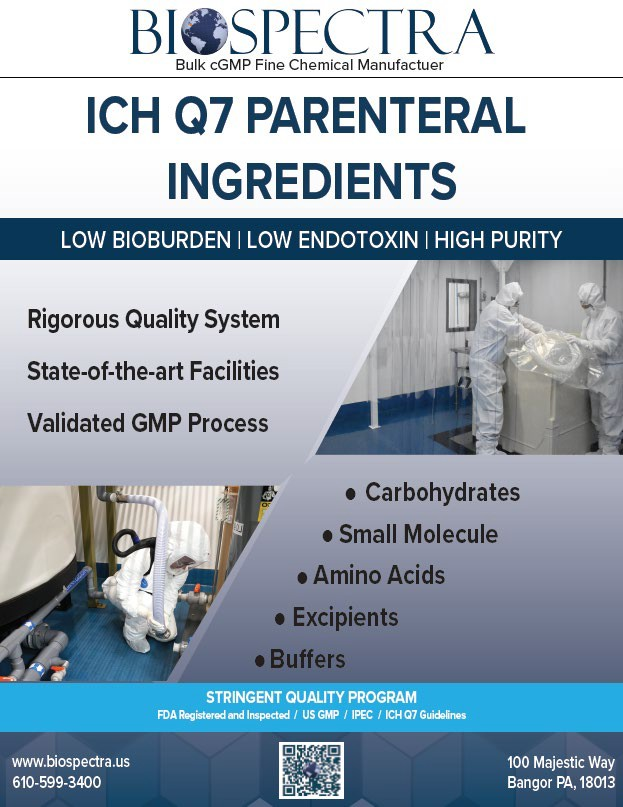 BIOSPECTRA
Bulk cGMP Fine Chemical Manufactuer
ICH Q7 PARENTERAL
INGREDIENTS
LOW BIOBURDEN | LOW ENDOTOXIN | HIGH PURITY
Rigorous Quality System
State-of-the-art Facilities
Validated GMP Process
• Carbohydrates
• Small Molecule
• Amino Acids
• Excipients
• Buffers
STRINGENT QUALITY PROGRAM
FDA Registered and Inspected / US GMP / IPEC / ICH Q7 Guidelines
www.biospectra.us
610-599-3400
100 Majestic Way
Bangor PA, 18013